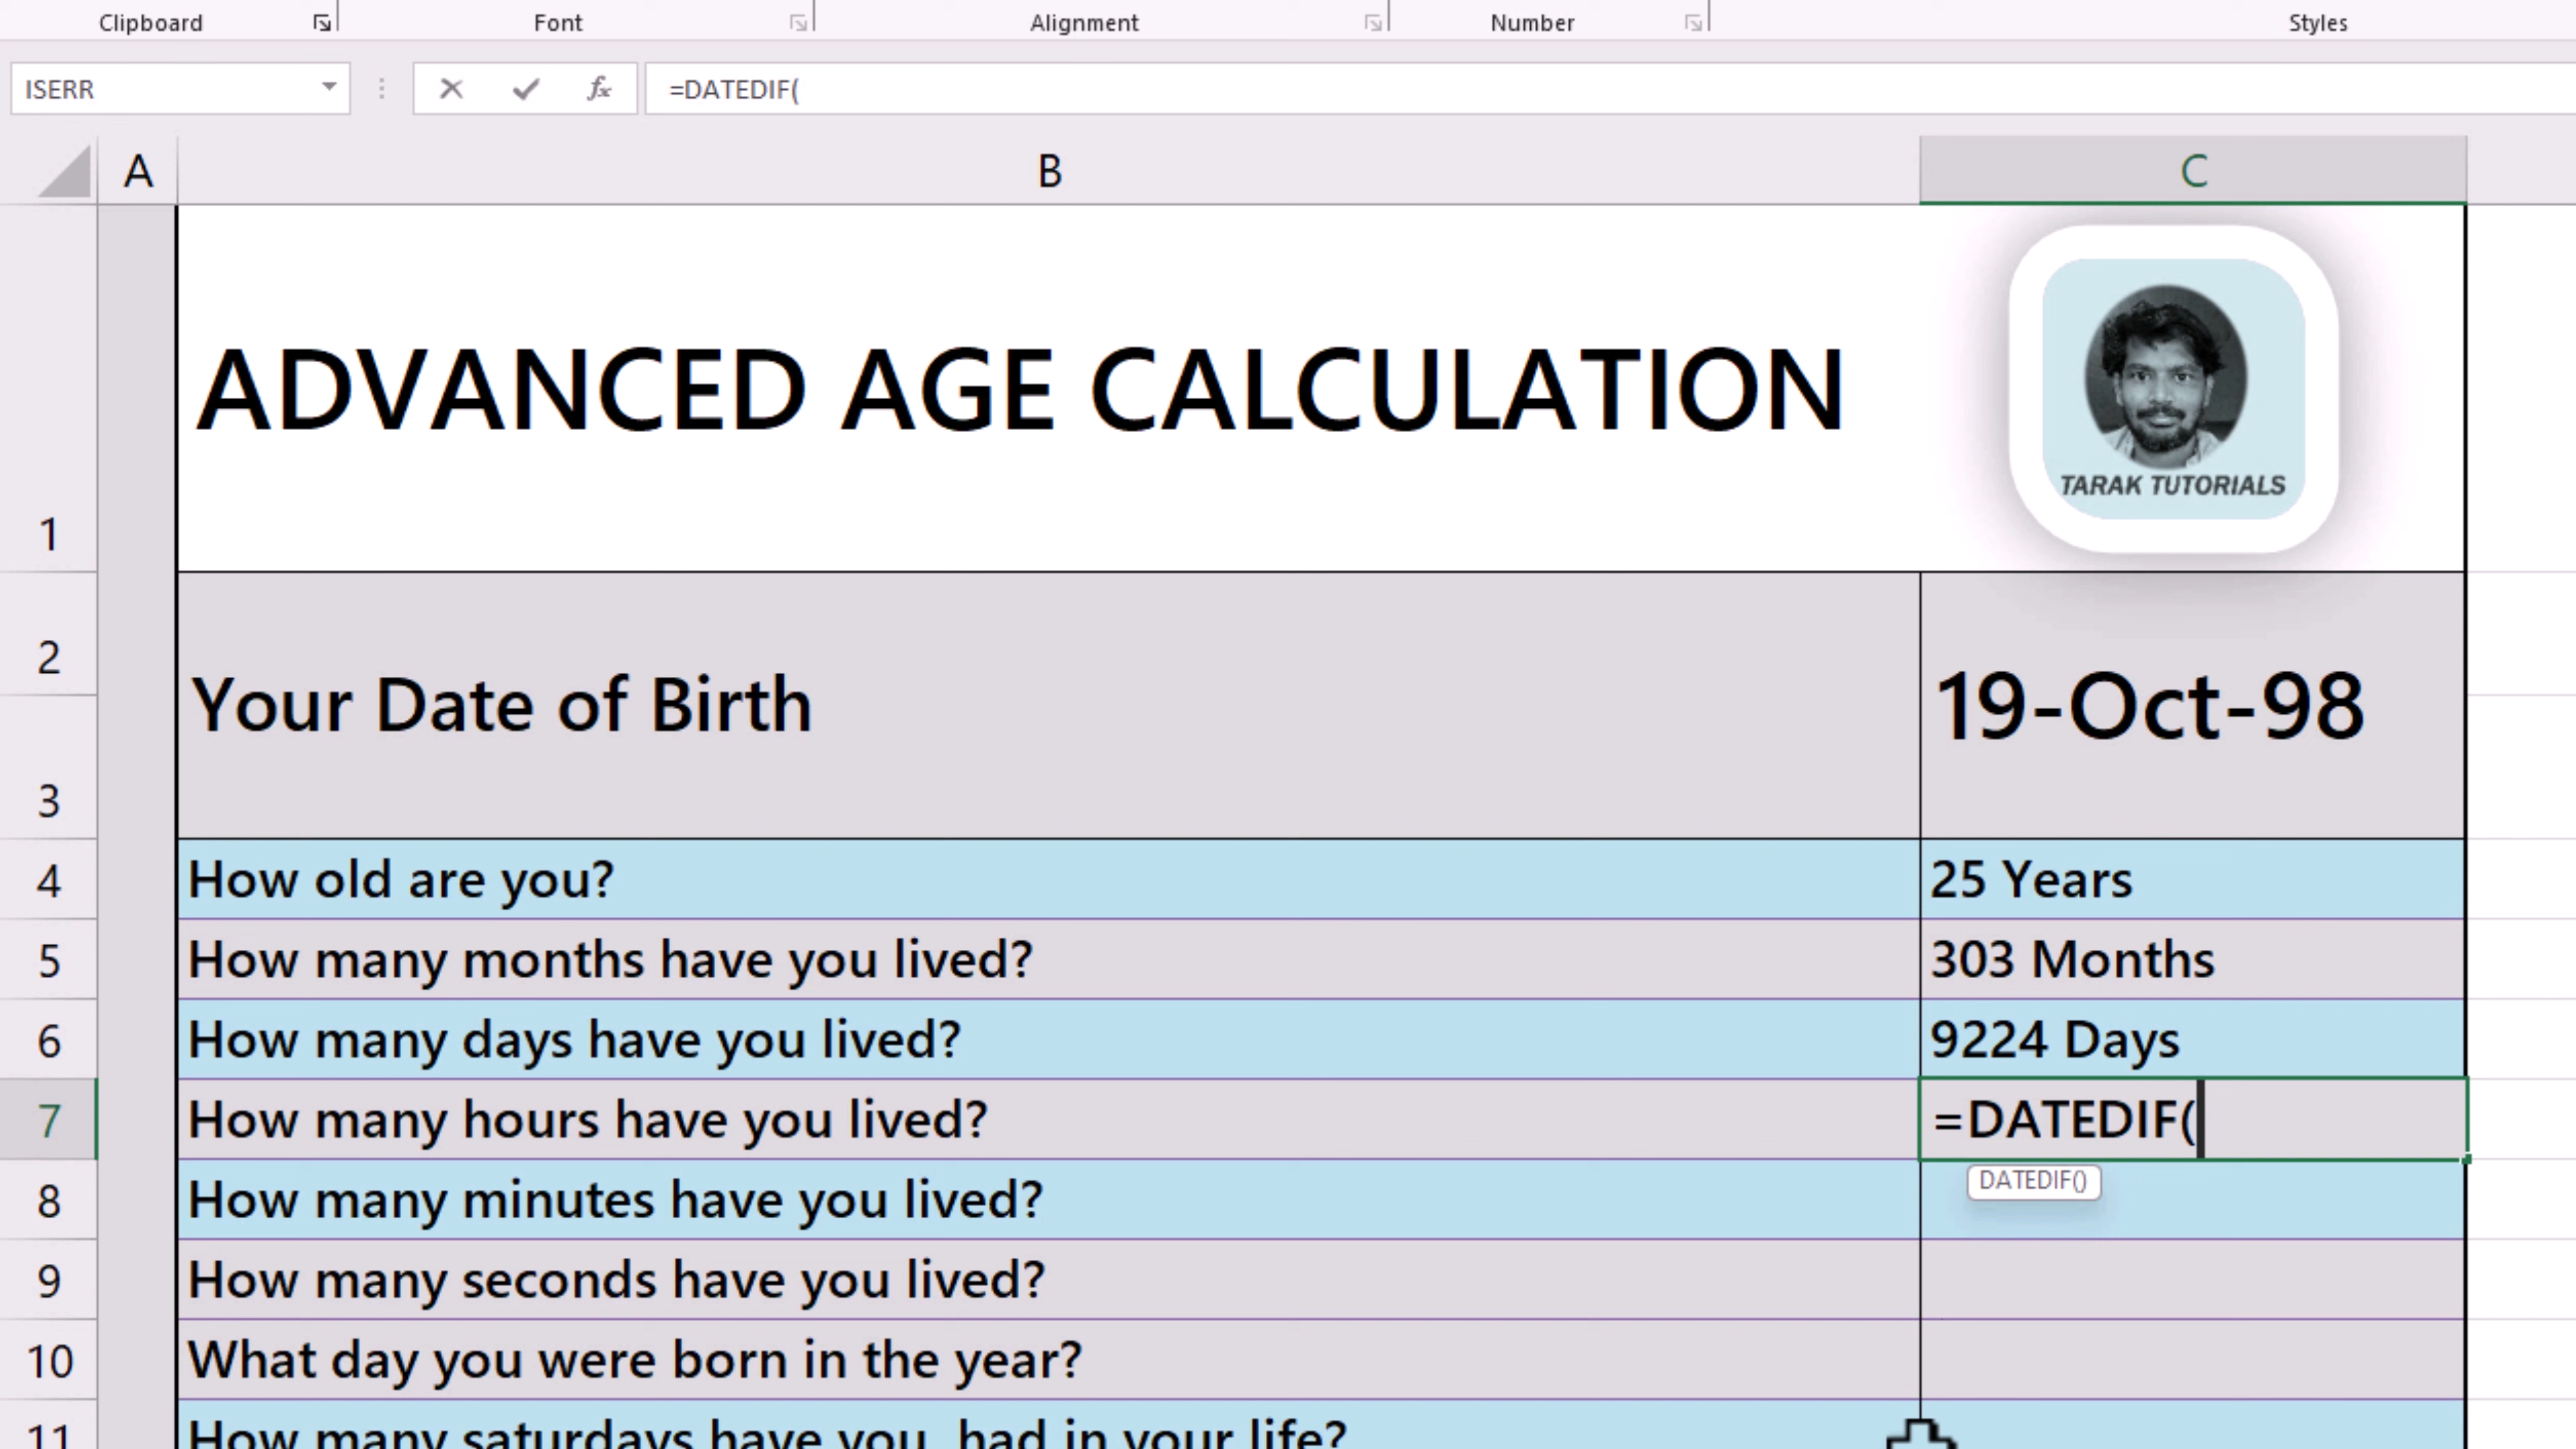 Clipboard Font Alignment Number Styles
ISERR =DATEDIF(
A B C
1 ADVANCED AGE CALCULATION
TARAK TUTORIALS
2
Your Date of Birth 19-Oct-98
3
4 How old are you? 25 Years
5 How many months have you lived? 303 Months
6 How many days have you lived? 9224 Days
7 How many hours have you lived? =DATEDIF(
DATEDIF()
8 How many minutes have you lived?
9 How many seconds have you lived?
10 What day you were born in the year?
11 How many saturdays have you had in your life?